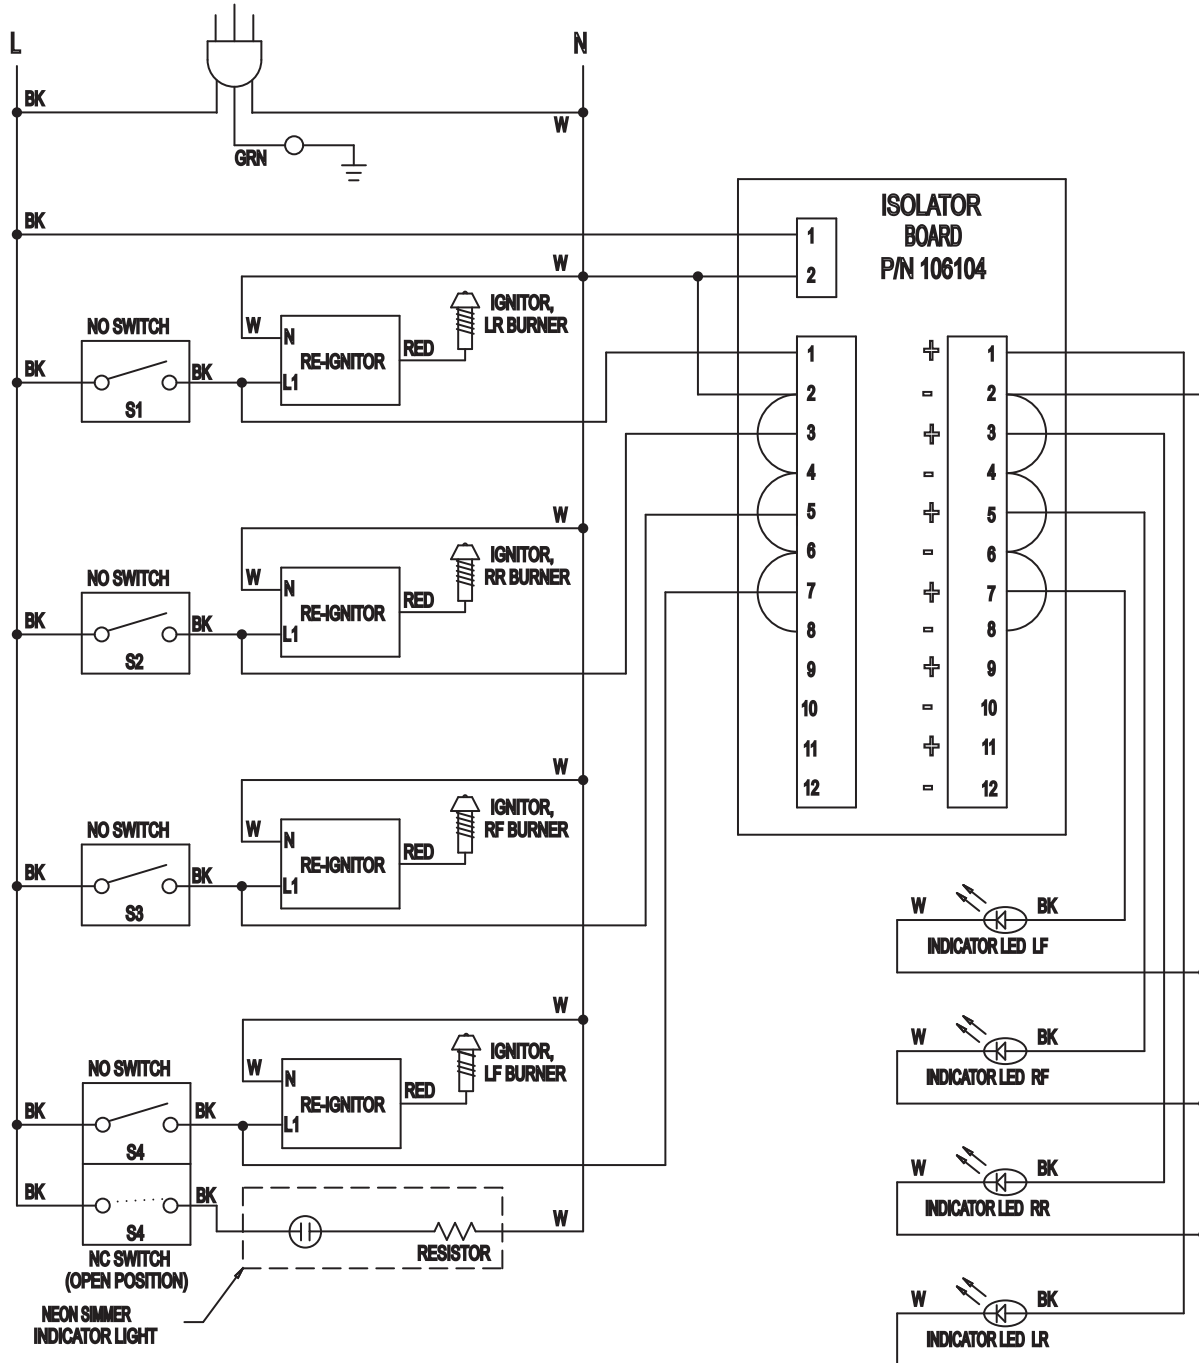 L
N
BK
W
GRN
BK
ISOLATOR
BOARD
P/N 106104
1
2
W
NO SWITCH
BK
S1
BK
W
N
RE-IGNITOR
L1
RED
IGNITOR,
LR BURNER
W
NO SWITCH
BK
S2
BK
W
N
RE-IGNITOR
L1
RED
IGNITOR,
RR BURNER
W
NO SWITCH
BK
S3
BK
W
N
RE-IGNITOR
L1
RED
IGNITOR,
RF BURNER
W
NO SWITCH
BK
S4
BK
W
N
RE-IGNITOR
L1
RED
IGNITOR,
LF BURNER
BK
S4
BK
NC SWITCH
(OPEN POSITION)
RESISTOR
W
NEON SIMMER
INDICATOR LIGHT
1 + 1
2 - 2
3 + 3
4 - 4
5 + 5
6 - 6
7 + 7
8 - 8
9 + 9
10 - 10
11 + 11
12 - 12
W BK
INDICATOR LED LF
W BK
INDICATOR LED RF
W BK
INDICATOR LED RR
W BK
INDICATOR LED LR